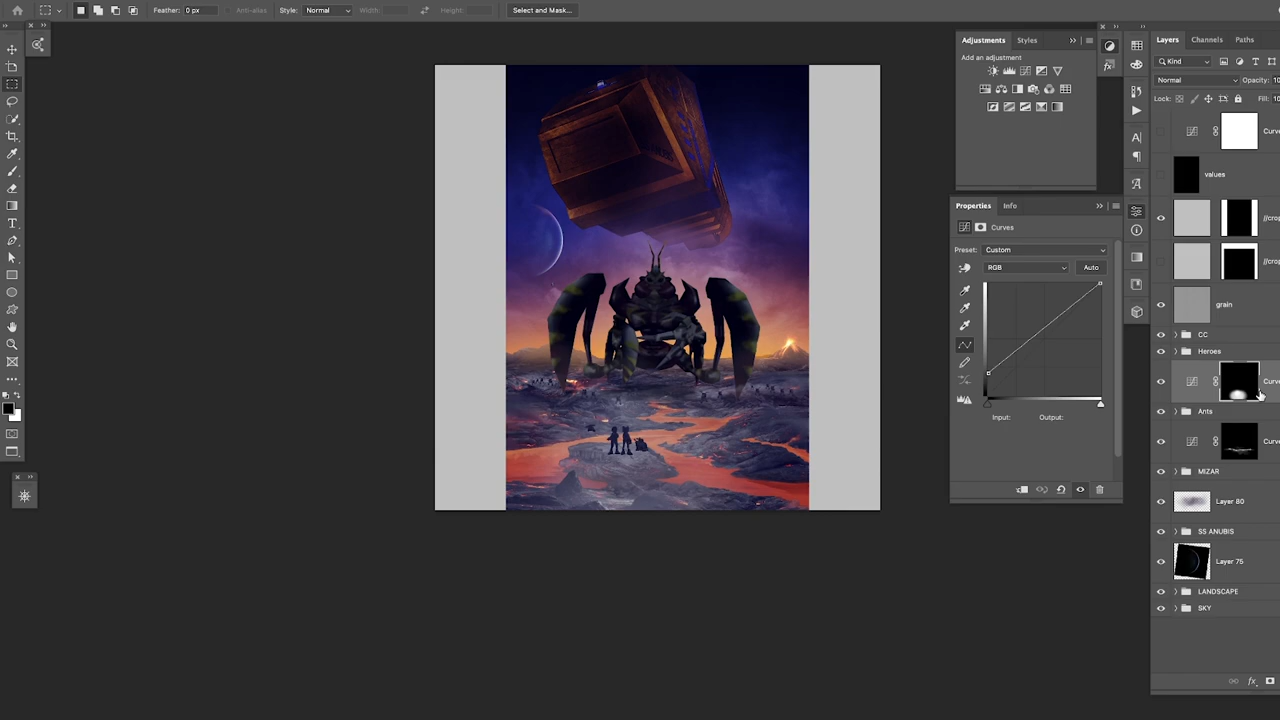 Feather: 0 px Anti-alias Style: Normal Width: Height: Select and Mask...
Adjustments Styles
Add an adjustment
Properties Info
Curves
Preset: Custom
RGB Auto
Input: Output:
Layers Channels Paths
Kind
Normal Opacity: 10
Lock: Fill: 10
Curve
values
//crop
//crop
grain
CC
Heroes
Curve
Ants
Curve
MIZAR
Layer 80
SS ANUBIS
Layer 75
LANDSCAPE
SKY